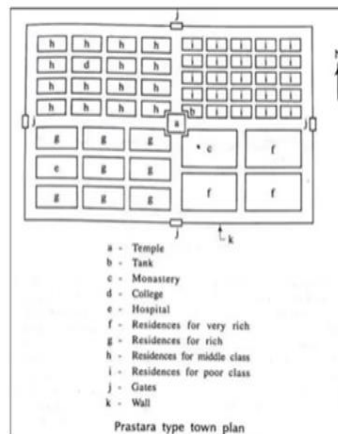 j
N
h h h h i i i i i
h d h h i i i i i
h h h h i i i i i
h h h h i i i i i
b i i i i
j a j
g g g c f
e g g
g g g f f
j k
a - Temple
b - Tank
c - Monastery
d - College
e - Hospital
f - Residences for very rich
g - Residences for rich
h - Residences for middle class
i - Residences for poor class
j - Gates
k - Wall
Prastara type town plan